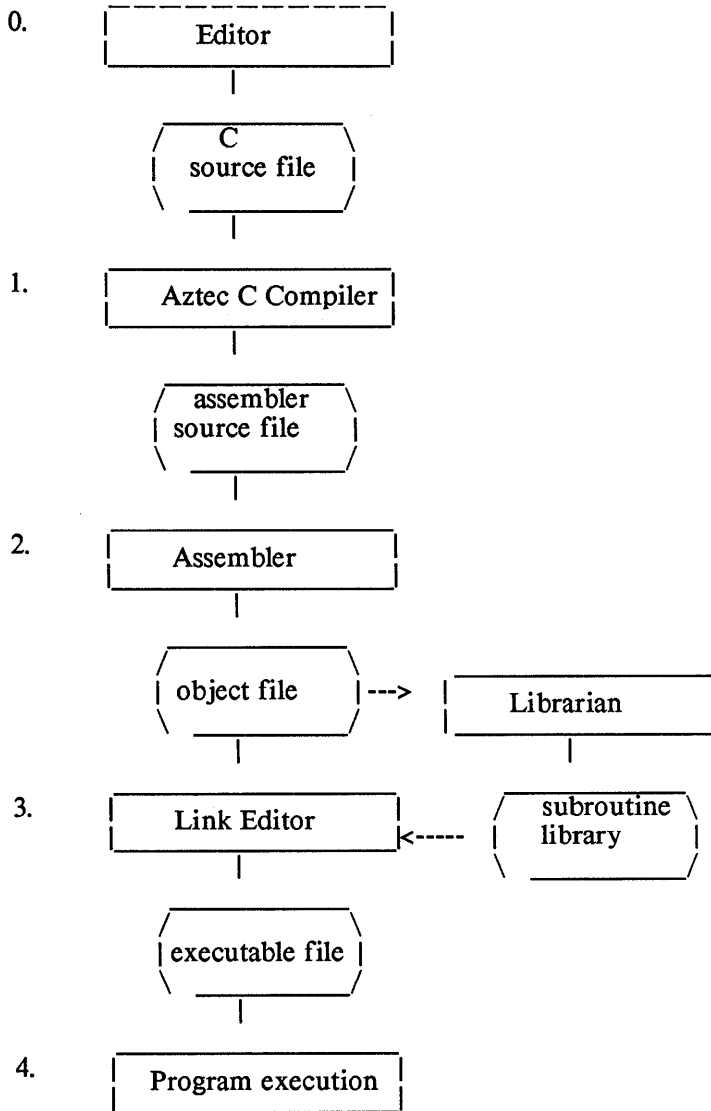 0.
Editor
C
source file
1.
Aztec C Compiler
assembler
source file
2.
Assembler
object file --->
Librarian
3.
Link Editor
<-----
subroutine
library
executable file
4.
Program execution